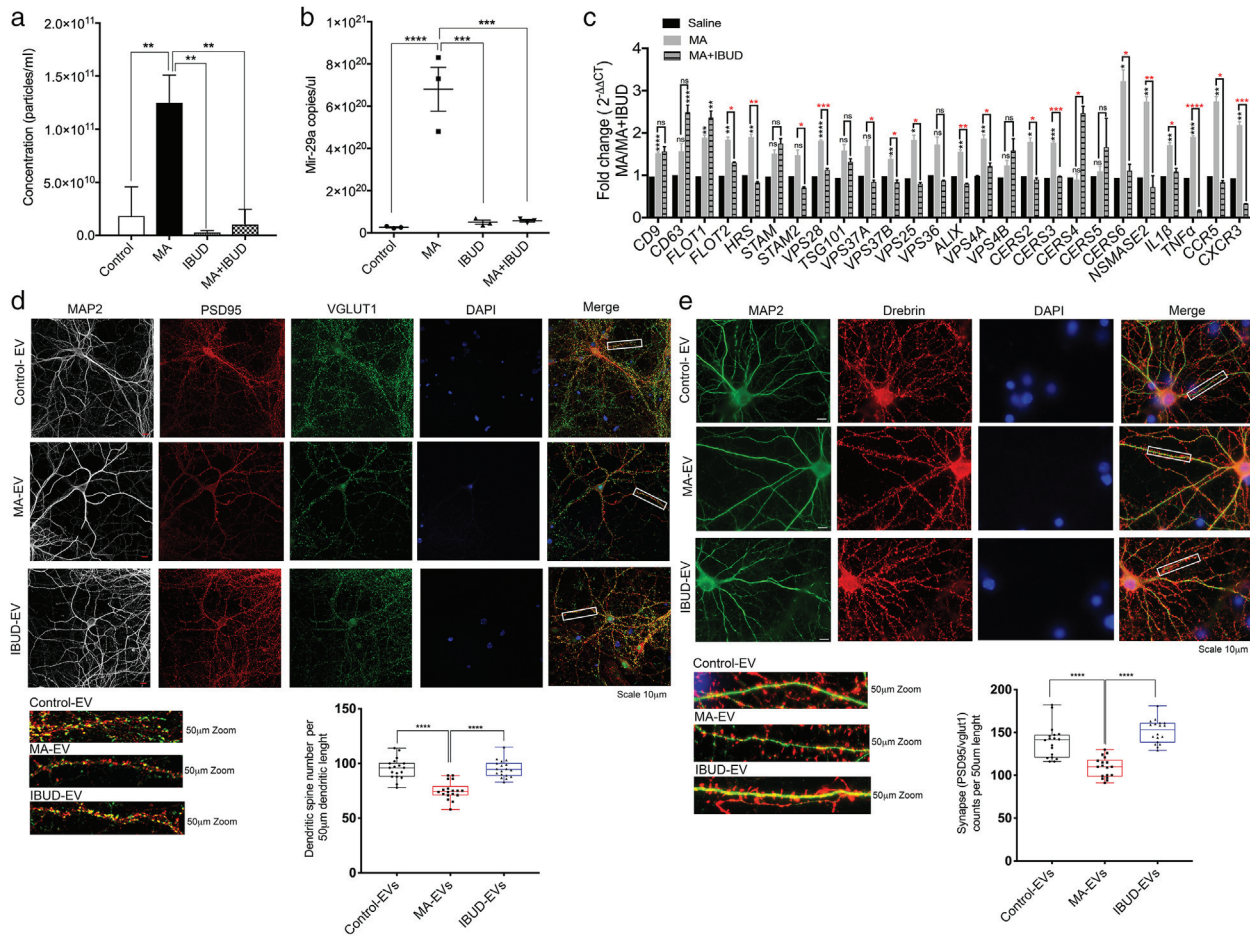 a
Concentration (particles/ml)
2.0×10¹¹
1.5×10¹¹
1.0×10¹¹
5.0×10¹⁰
0.0
**
**
**
Control
MA
IBUD
MA+IBUD
b
Mir-29a copies/ul
1×10²¹
8×10²⁰
6×10²⁰
4×10²⁰
2×10²⁰
0
****
***
***
Control
MA
IBUD
MA+IBUD
c
Fold change (2^-ΔΔCT)
MA/MA+IBUD
Saline
MA
MA+IBUD
4
3
2
1
0
CD9
CD63
FLOT1
FLOT2
HRS
STAM
STAM2
VPS28
TSG101
VPS37A
VPS37B
VPS25
VPS36
ALIX
VPS4A
VPS4B
CERS2
CERS3
CERS4
CERS5
CERS6
NSMASE2
IL1β
TNFα
CCR5
CXCR3
d
MAP2 PSD95 VGLUT1 DAPI Merge
Control- EV
MA-EV
IBUD-EV
Scale 10μm
Control-EV
50μm Zoom
MA-EV
50μm Zoom
IBUD-EV
50μm Zoom
Dendritic spine number per
50μm dendritic lenght
150
100
50
0
****
****
Control-EVs
MA-EVs
IBUD-EVs
e
MAP2 Drebrin DAPI Merge
Control- EV
MA-EV
IBUD-EV
Scale 10μm
Control-EV
50μm Zoom
MA-EV
50μm Zoom
IBUD-EV
50μm Zoom
Synapse (PSD95/vglut1)
counts per 50um lenght
200
150
100
50
0
****
****
Control-EVs
MA-EVs
IBUD-EVs